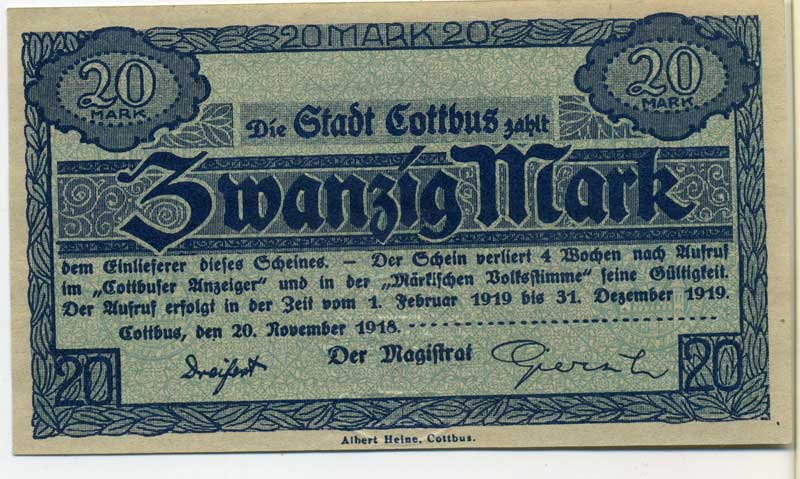 20 MARK 20
20
MARK
20
MARK
Die Stadt Cottbus zahlt
Zwanzig Mark
dem Einlieferer dieses Scheines. — Der Schein verliert 4 Wochen nach Aufruf
im „Cottbuser Anzeiger“ und in der „Märkischen Volksstimme“ seine Gültigkeit.
Der Aufruf erfolgt in der Zeit vom 1. Februar 1919 bis 31. Dezember 1919.
Cottbus, den 20. November 1918.
Der Magistrat
Dreifert
20
20
Albert Heine, Cottbus.